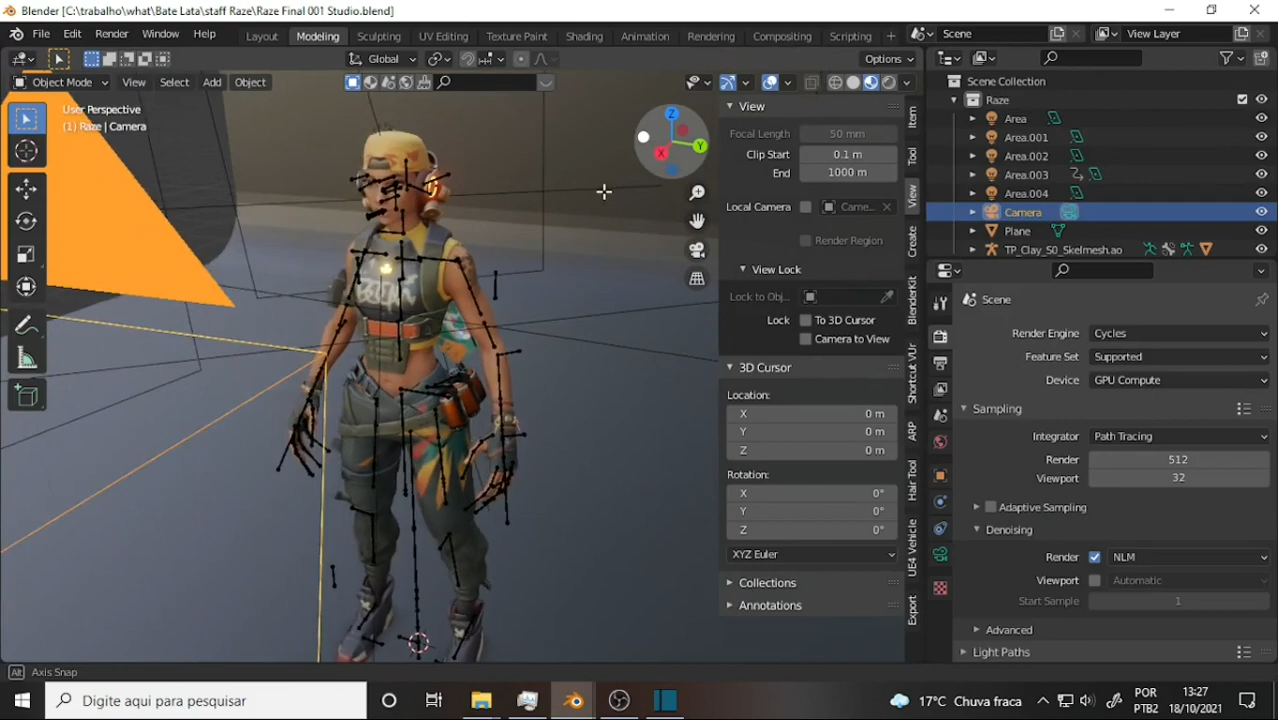 Blender [C:\trabalho\what\Bate Lata\staff Raze\Raze Final 001 Studio.blend]
File Edit Render Window Help Layout Modeling Sculpting UV Editing Texture Paint Shading Animation Rendering Compositing Scripting + Scene View Layer
Global Options
Object Mode View Select Add Object
User Perspective
(1) Raze | Camera
Z
Y
X
View
Focal Length 50 mm
Clip Start 0.1 m
End 1000 m
Local Camera Came...
Render Region
View Lock
Lock to Obj...
Lock To 3D Cursor
Camera to View
3D Cursor
Location:
X 0 m
Y 0 m
Z 0 m
Rotation:
X 0°
Y 0°
Z 0°
XYZ Euler
Collections
Annotations
Item
Tool
View
Create
BlenderKit
Shortcut VUr
ARP
Hair Tool
UE4 Vehicle
Export
Scene Collection
Raze
Area
Area.001
Area.002
Area.003
Area.004
Camera
Plane
TP_Clay_S0_Skelmesh.ao
Scene
Render Engine Cycles
Feature Set Supported
Device GPU Compute
Sampling
Integrator Path Tracing
Render 512
Viewport 32
Adaptive Sampling
Denoising
Render NLM
Viewport Automatic
Start Sample 1
Advanced
Light Paths
Alt Axis Snap
Digite aqui para pesquisar
17°C Chuva fraca
POR
PTB2
13:27
18/10/2021